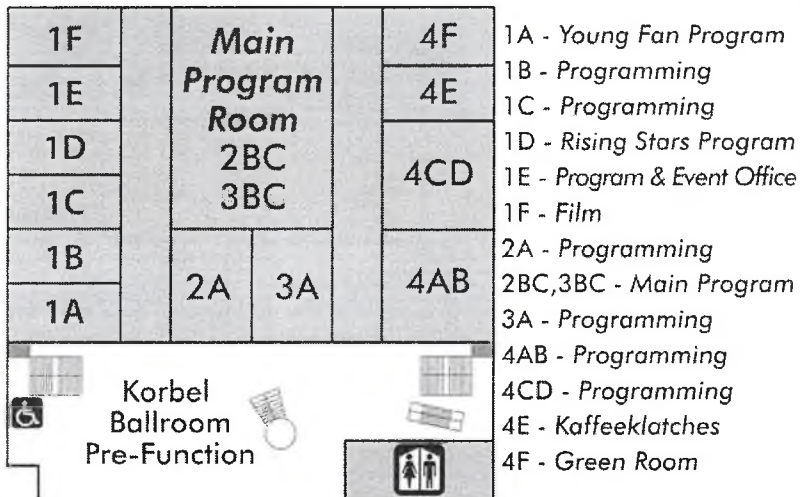 1F
1E
1D
1C
1B
1A
Main
Program
Room
2BC
3BC
2A
3A
4F
4E
4CD
4AB
Korbel
Ballroom
Pre-Function
1A - Young Fan Program
1B - Programming
1C - Programming
1D - Rising Stars Program
1E - Program & Event Office
1F - Film
2A - Programming
2BC,3BC - Main Program
3A - Programming
4AB - Programming
4CD - Programming
4E - Kaffeeklatches
4F - Green Room